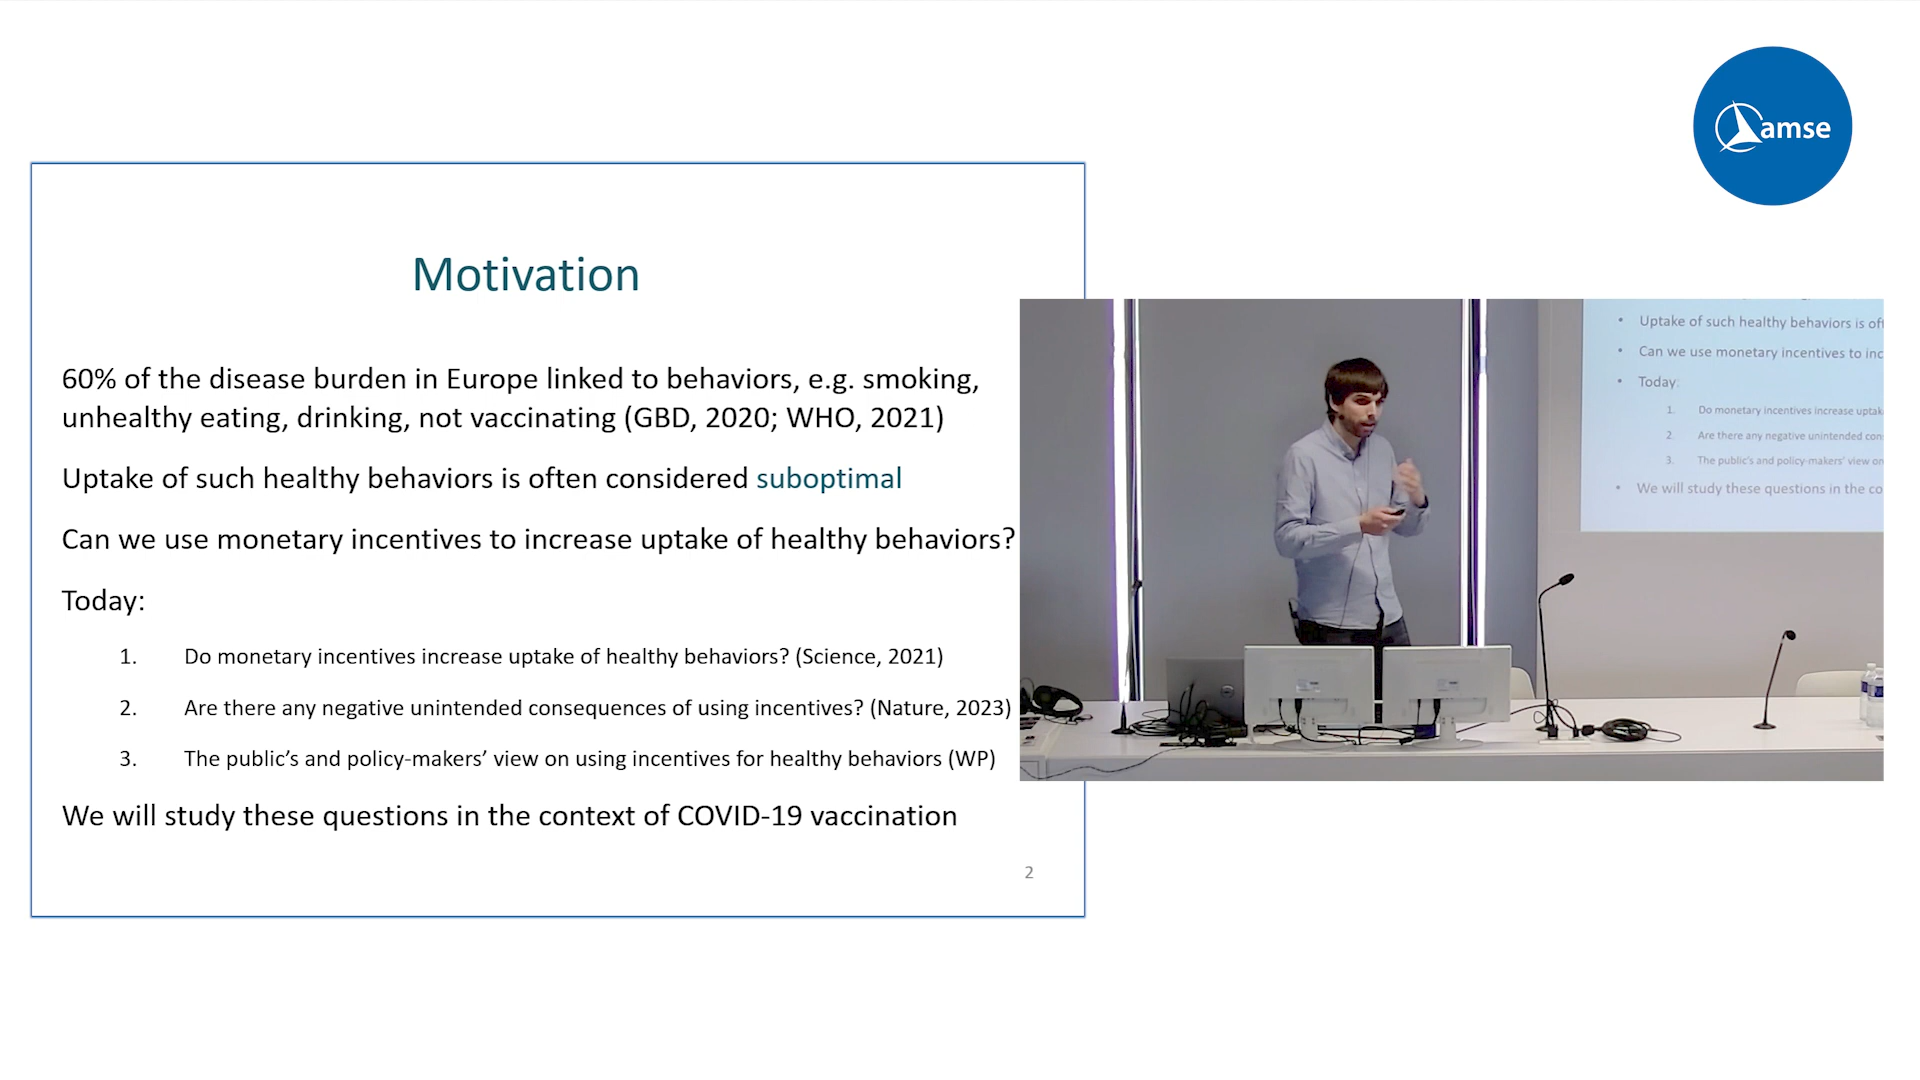 amse
Motivation
60% of the disease burden in Europe linked to behaviors, e.g. smoking,
unhealthy eating, drinking, not vaccinating (GBD, 2020; WHO, 2021)
Uptake of such healthy behaviors is often considered suboptimal
Can we use monetary incentives to increase uptake of healthy behaviors?
Today:
1. Do monetary incentives increase uptake of healthy behaviors? (Science, 2021)
2. Are there any negative unintended consequences of using incentives? (Nature, 2023)
3. The public's and policy-makers' view on using incentives for healthy behaviors (WP)
We will study these questions in the context of COVID-19 vaccination
2
• Uptake of such healthy behaviors is oft
• Can we use monetary incentives to inc
• Today:
1. Do monetary incentives increase uptak
2. Are there any negative unintended con
3. The public's and policy-makers' view on
• We will study these questions in the co